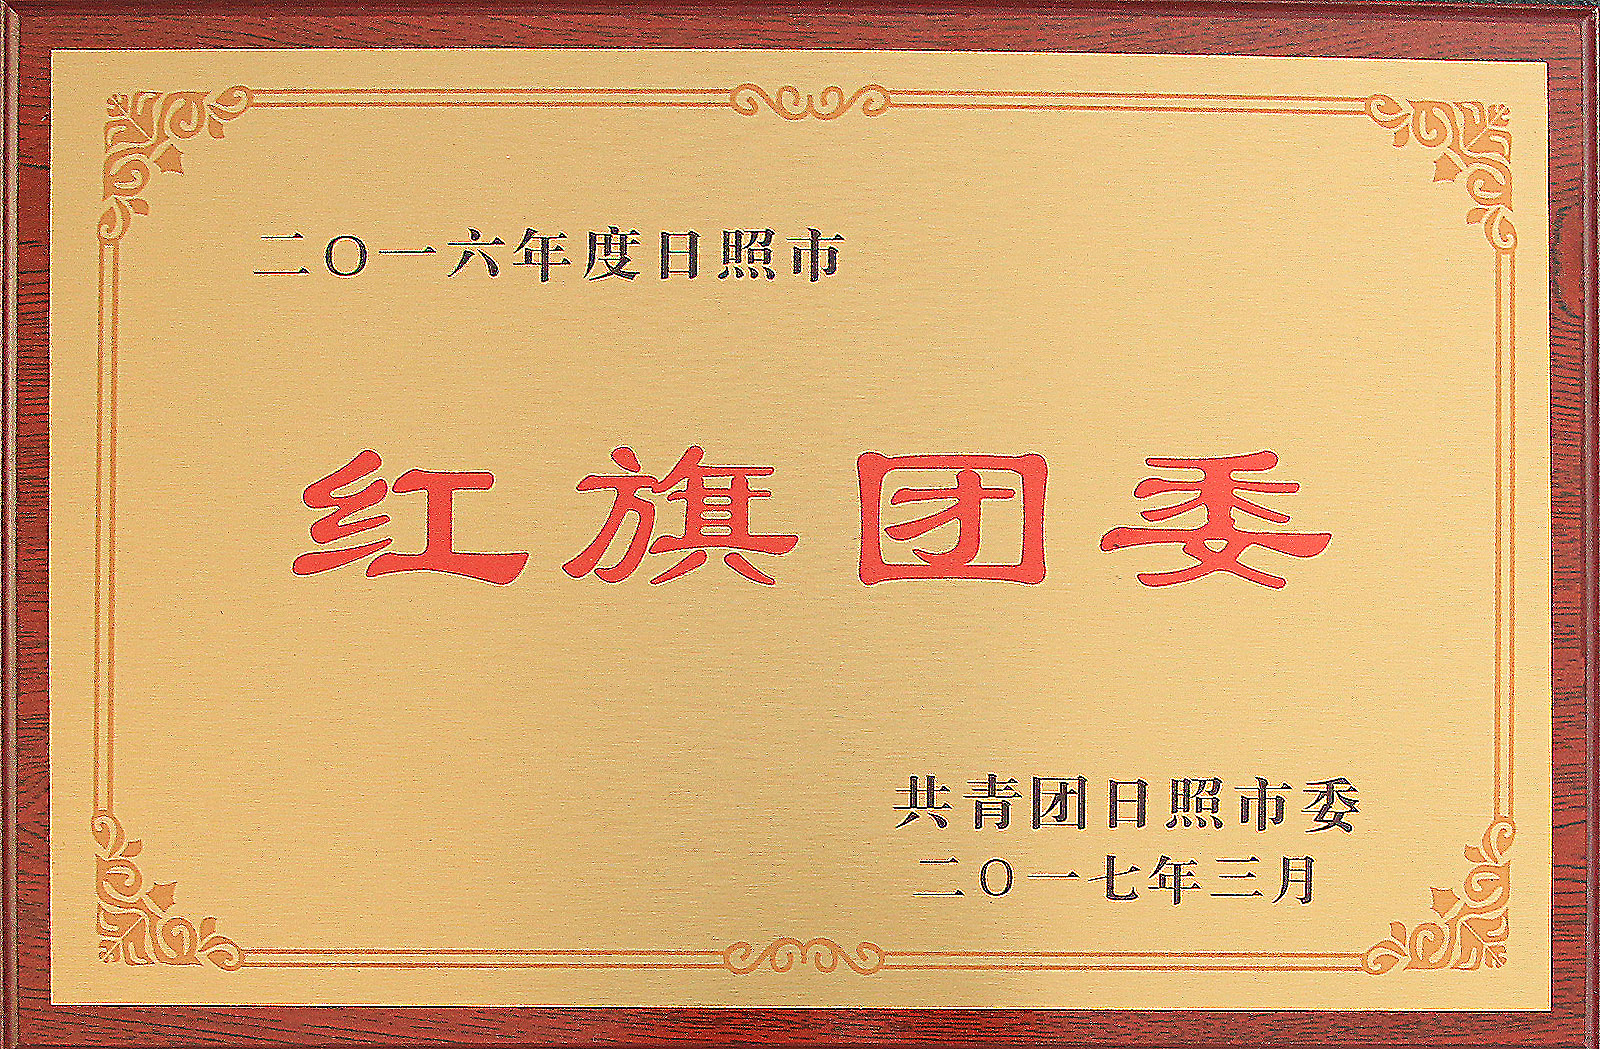 二〇一六年度日照市
红旗团委
共青团日照市委
二〇一七年三月